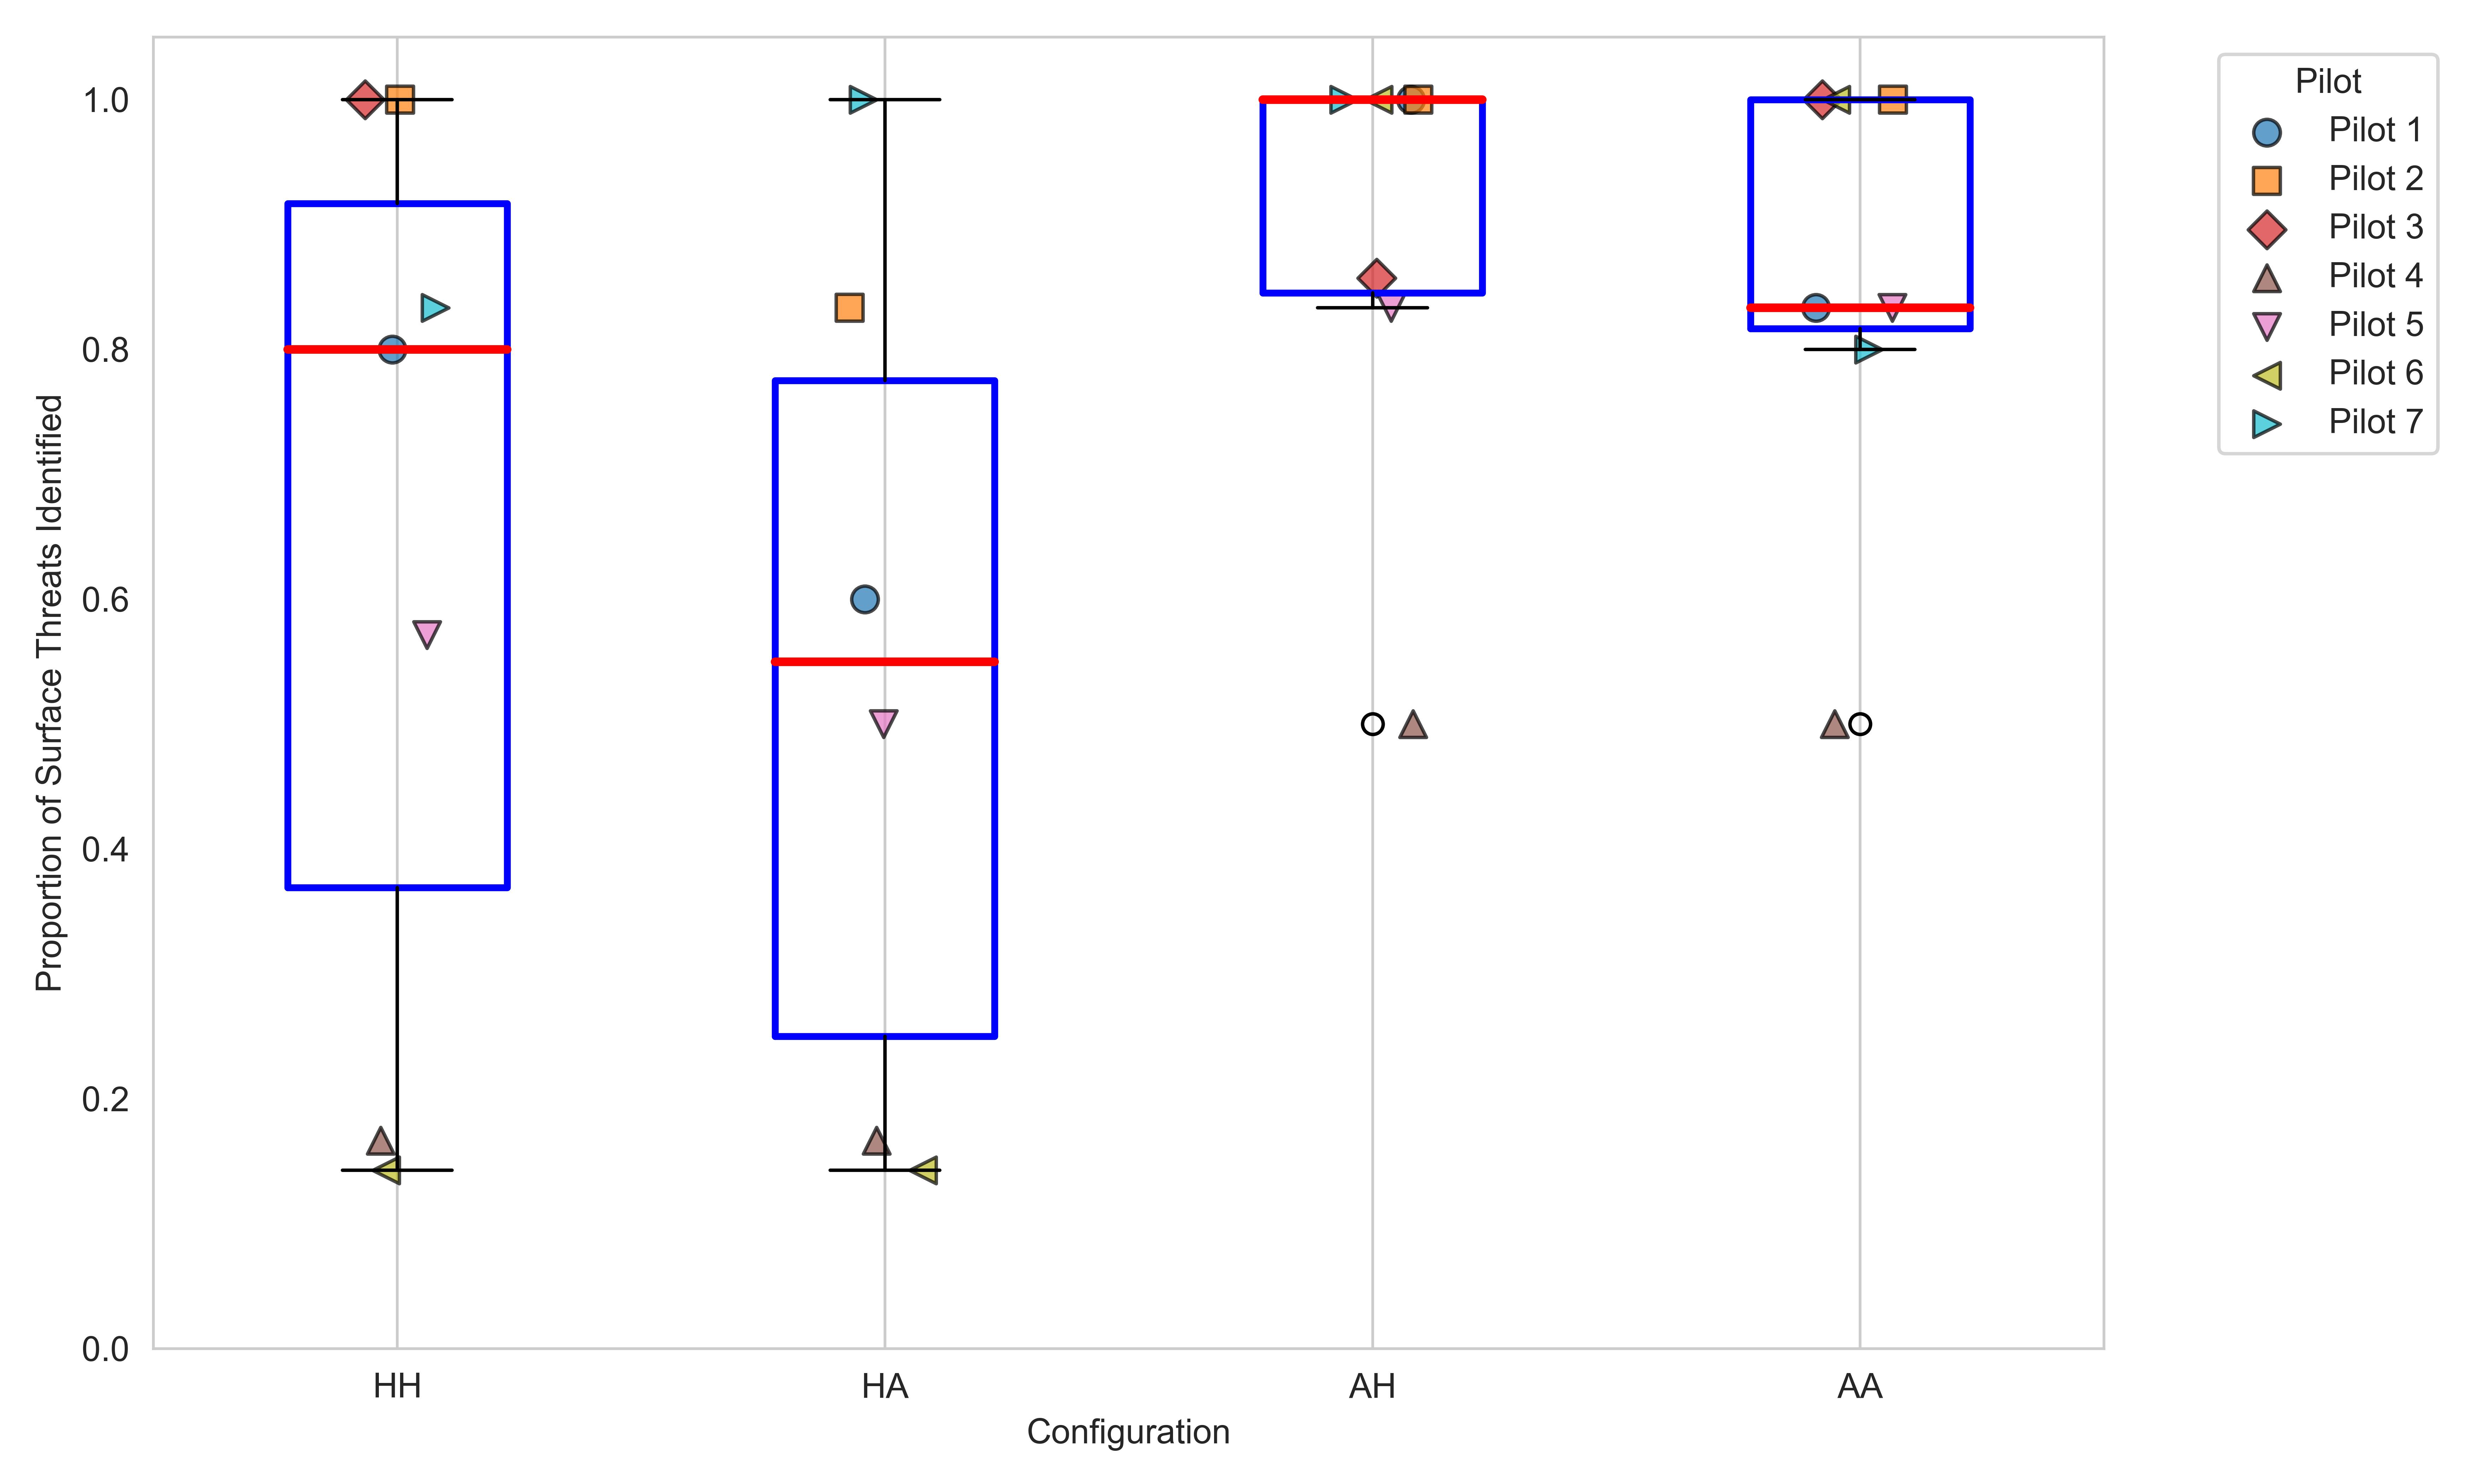 Proportion of Surface Threats Identified
1.0
0.8
0.6
0.4
0.2
0.0
HH
HA
AH
AA
Configuration
Pilot
Pilot 1
Pilot 2
Pilot 3
Pilot 4
Pilot 5
Pilot 6
Pilot 7